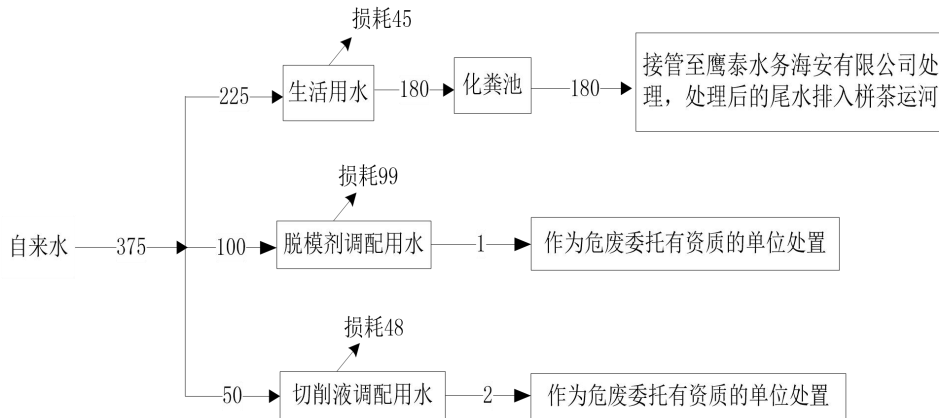 损耗45
225
生活用水
180
化粪池
180
接管至鹰泰水务海安有限公司处
理，处理后的尾水排入栟茶运河
损耗99
自来水
375
100
脱模剂调配用水
1
作为危废委托有资质的单位处置
损耗48
50
切削液调配用水
2
作为危废委托有资质的单位处置